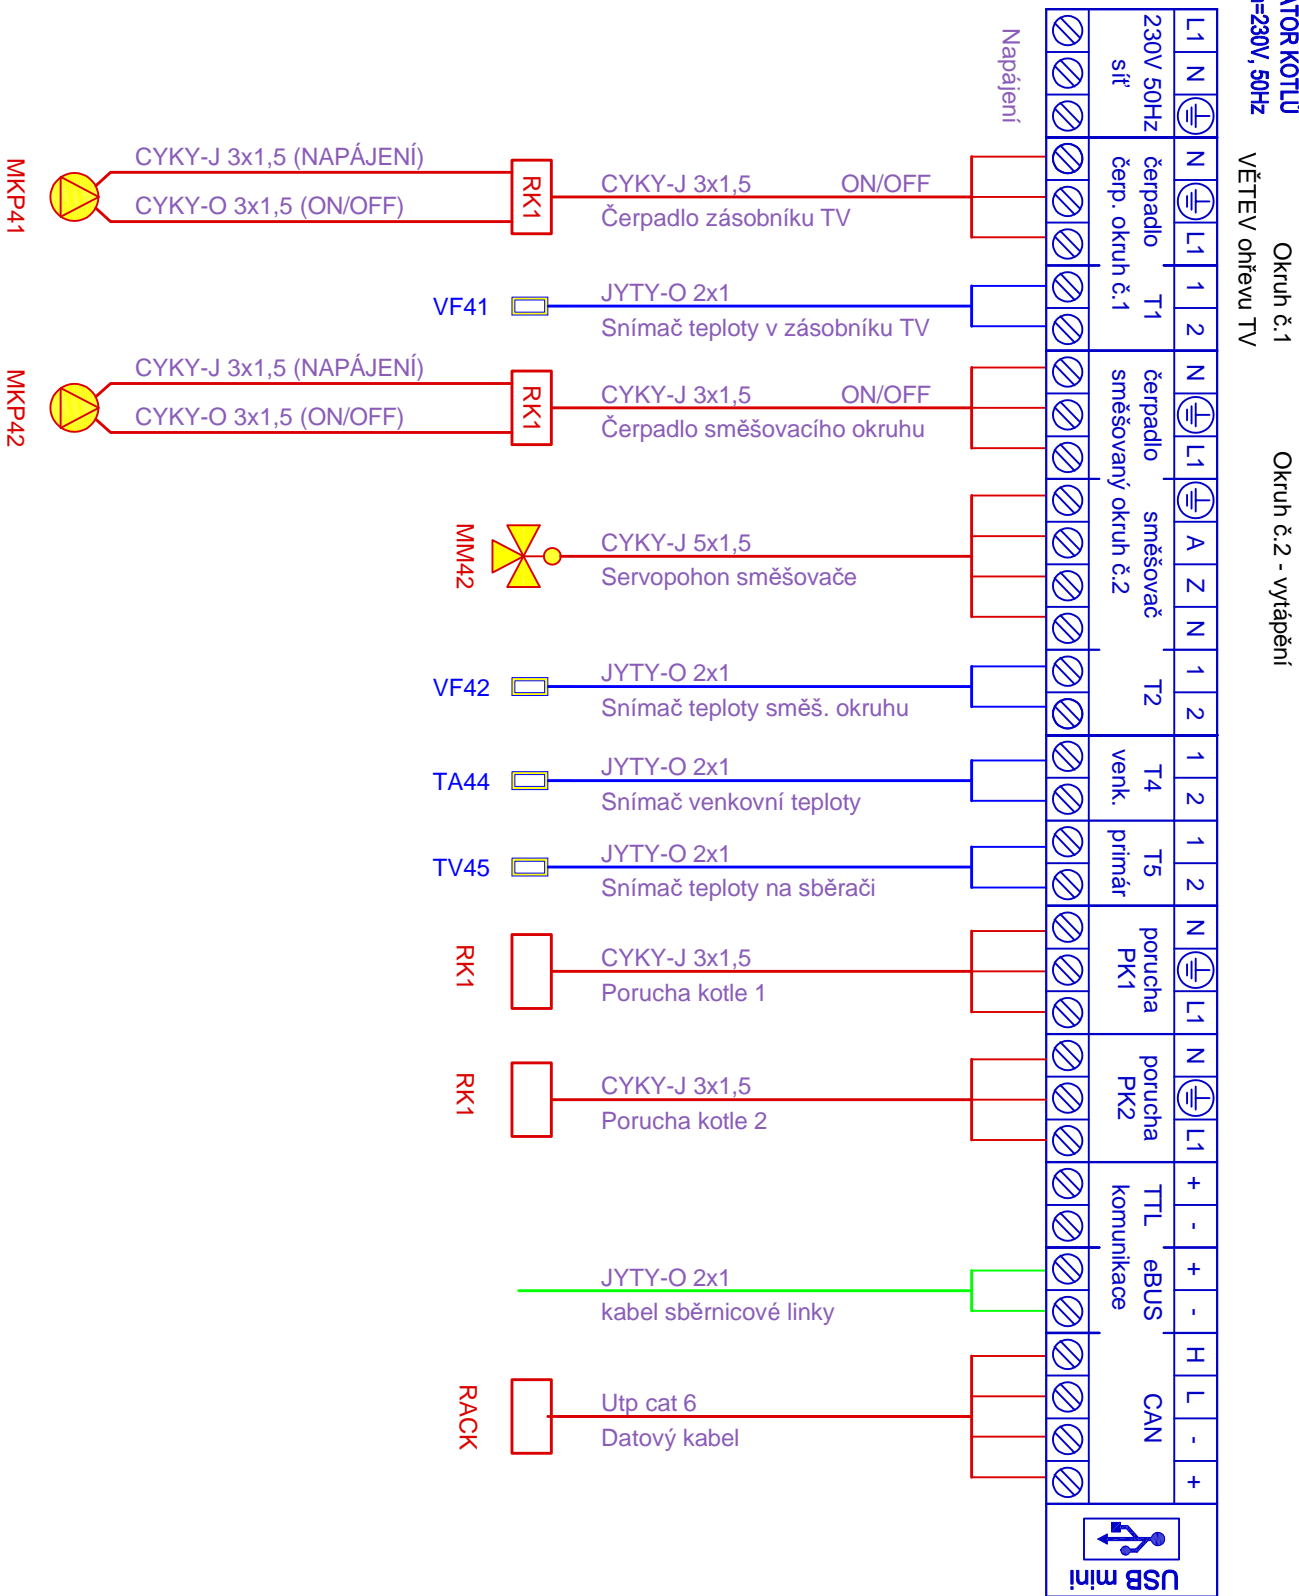 ATOR KOTLŮ
=230V, 50Hz
Okruh č.1
VĚTEV ohřevu TV
Okruh č.2 - vytápění
L1 N
230V 50Hz
síť
Napájení
N L1
čerpadlo
čerp. okruh č.1
1 2
T1
N L1
čerpadlo
směšovaný okruh č.2
A Z N
směšovač
1 2
T2
1 2
T4
venk.
1 2
T5
primár
N L1
porucha
PK1
N L1
porucha
PK2
+ -
TTL
komunikace
+ -
eBUS
H L - +
CAN
USB mini
MKP41
CYKY-J 3x1,5 (NAPÁJENÍ)
CYKY-O 3x1,5 (ON/OFF)
RK1
CYKY-J 3x1,5 ON/OFF
Čerpadlo zásobníku TV
VF41
JYTY-O 2x1
Snímač teploty v zásobníku TV
MKP42
CYKY-J 3x1,5 (NAPÁJENÍ)
CYKY-O 3x1,5 (ON/OFF)
RK1
CYKY-J 3x1,5 ON/OFF
Čerpadlo směšovacího okruhu
MM42
CYKY-J 5x1,5
Servopohon směšovače
VF42
JYTY-O 2x1
Snímač teploty směš. okruhu
TA44
JYTY-O 2x1
Snímač venkovní teploty
TV45
JYTY-O 2x1
Snímač teploty na sběrači
RK1
CYKY-J 3x1,5
Porucha kotle 1
RK1
CYKY-J 3x1,5
Porucha kotle 2
JYTY-O 2x1
kabel sběrnicové linky
RACK
Utp cat 6
Datový kabel